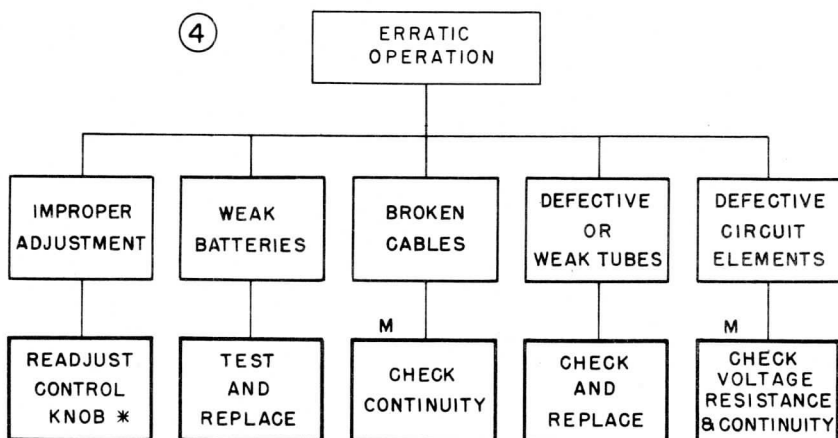 4
ERRATIC
OPERATION
IMPROPER
ADJUSTMENT
WEAK
BATTERIES
BROKEN
CABLES
DEFECTIVE
OR
WEAK TUBES
DEFECTIVE
CIRCUIT
ELEMENTS
READJUST
CONTROL
KNOB *
TEST
AND
REPLACE
M
CHECK
CONTINUITY
CHECK
AND
REPLACE
M
CHECK
VOLTAGE
RESISTANCE
& CONTINUITY